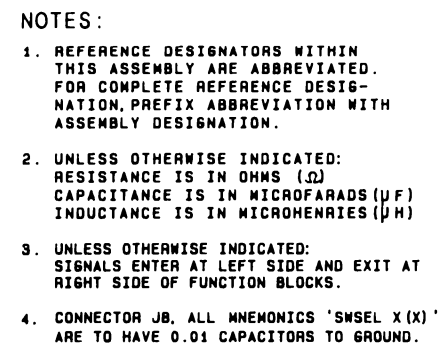 NOTES:
1. REFERENCE DESIGNATORS WITHIN
THIS ASSEMBLY ARE ABBREVIATED.
FOR COMPLETE REFERENCE DESIG-
NATION, PREFIX ABBREVIATION WITH
ASSEMBLY DESIGNATION.
2. UNLESS OTHERWISE INDICATED:
RESISTANCE IS IN OHMS (Ω)
CAPACITANCE IS IN MICROFARADS (μF)
INDUCTANCE IS IN MICROHENRIES (μH)
3. UNLESS OTHERWISE INDICATED:
SIGNALS ENTER AT LEFT SIDE AND EXIT AT
RIGHT SIDE OF FUNCTION BLOCKS.
4. CONNECTOR JB, ALL MNEMONICS 'SWSEL X(X)'
ARE TO HAVE 0.01 CAPACITORS TO GROUND.